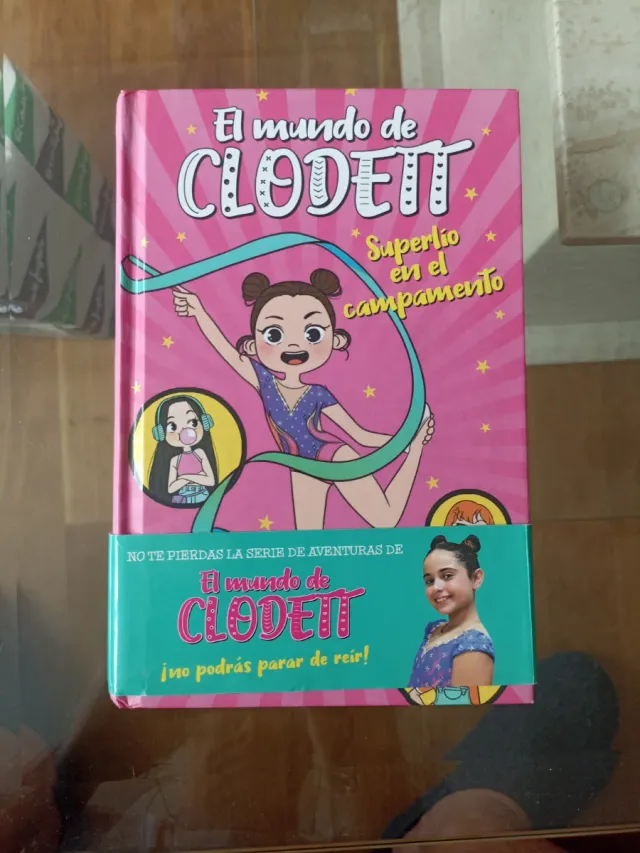 El mundo de
CLODETT
Superlío
en el
campamento
NO TE PIERDAS LA SERIE DE AVENTURAS DE
El mundo de
CLODETT
¡no podrás parar de reír!